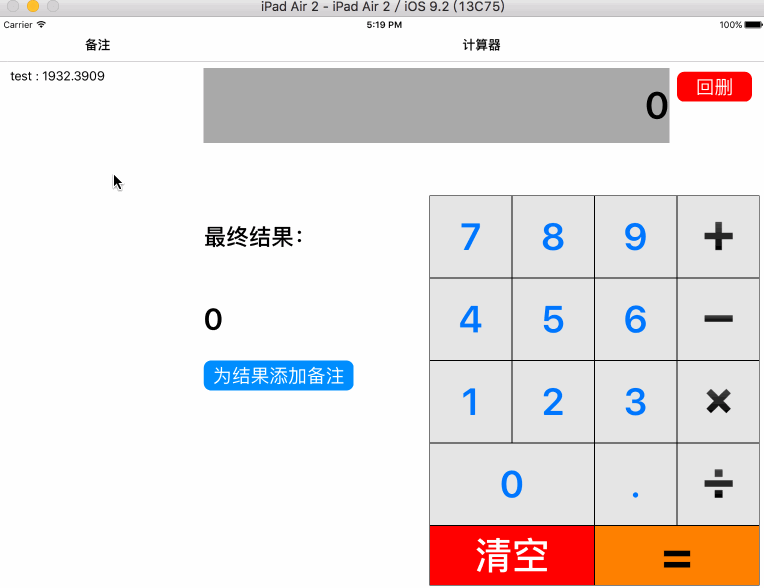 iPad Air 2 - iPad Air 2 / iOS 9.2 (13C75)
Carrier 5:19 PM 100%
备注 计算器
test : 1932.3909
0 回删
最终结果：
0
为结果添加备注
7 8 9 +
4 5 6 −
1 2 3 ×
0 . ÷
清空 =